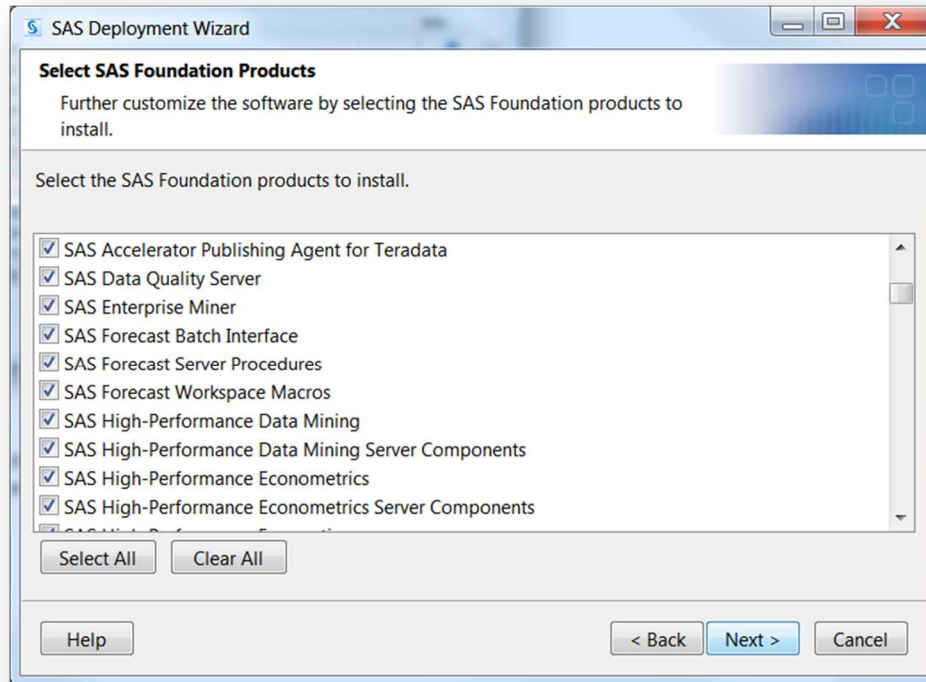 SAS Deployment Wizard
Select SAS Foundation Products
Further customize the software by selecting the SAS Foundation products to
install.
Select the SAS Foundation products to install.
SAS Accelerator Publishing Agent for Teradata
SAS Data Quality Server
SAS Enterprise Miner
SAS Forecast Batch Interface
SAS Forecast Server Procedures
SAS Forecast Workspace Macros
SAS High-Performance Data Mining
SAS High-Performance Data Mining Server Components
SAS High-Performance Econometrics
SAS High-Performance Econometrics Server Components
Select All Clear All
Help < Back Next > Cancel